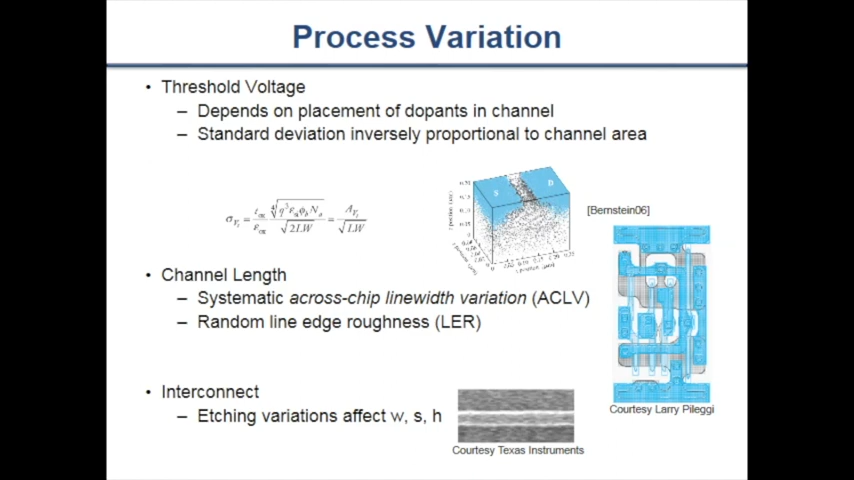 Process Variation
• Threshold Voltage
– Depends on placement of dopants in channel
– Standard deviation inversely proportional to channel area
S
D
[Bernstein06]
• Channel Length
– Systematic across-chip linewidth variation (ACLV)
– Random line edge roughness (LER)
Courtesy Larry Pileggi
• Interconnect
– Etching variations affect w, s, h
Courtesy Texas Instruments